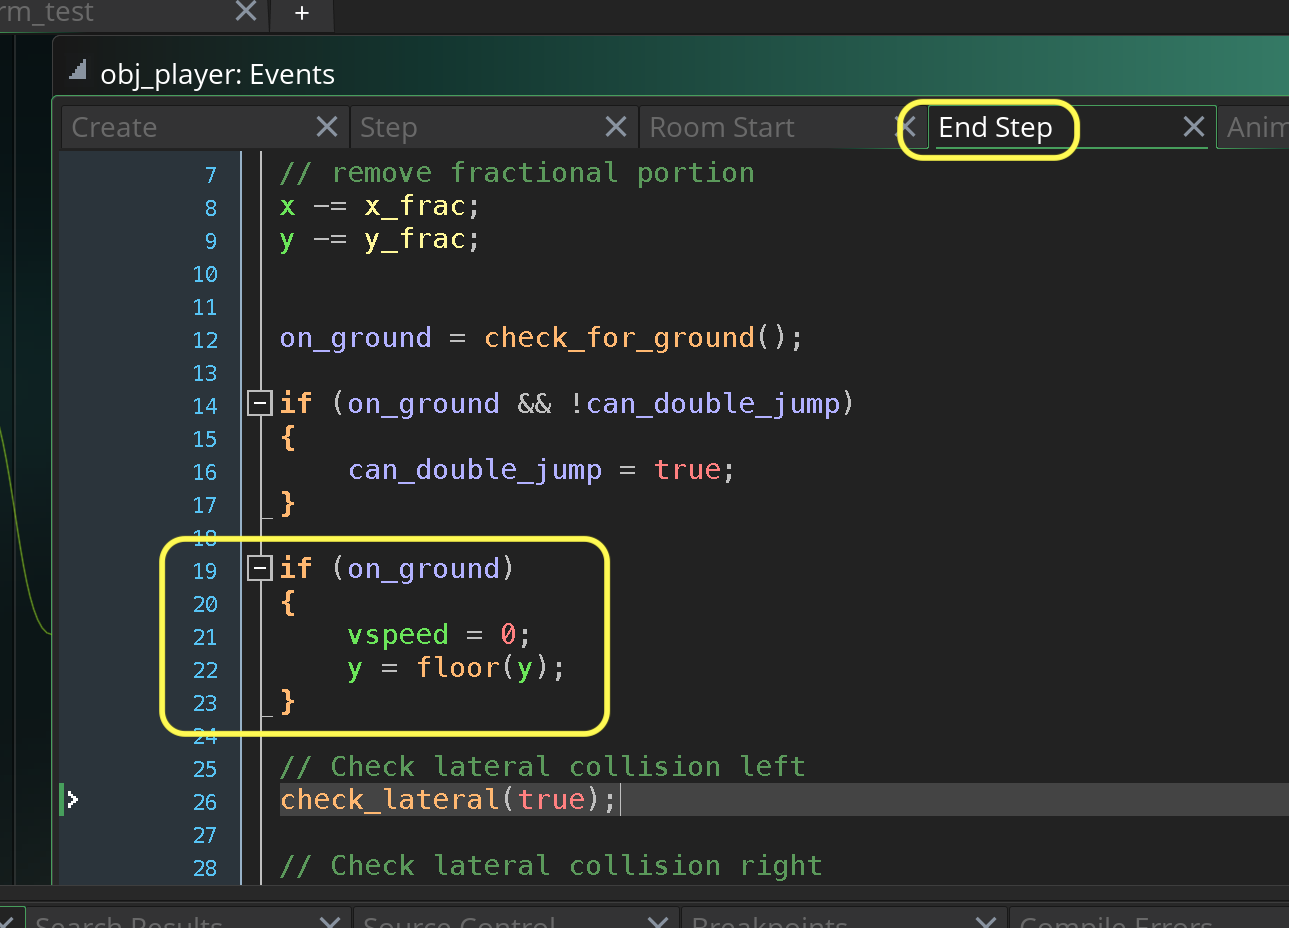 rm_test +
obj_player: Events
Create Step Room Start End Step Anim
7 // remove fractional portion
8 x -= x_frac;
9 y -= y_frac;
10
11
12 on_ground = check_for_ground();
13
14 if (on_ground && !can_double_jump)
15 {
16 can_double_jump = true;
17 }
18
19 if (on_ground)
20 {
21 vspeed = 0;
22 y = floor(y);
23 }
24
25 // Check lateral collision left
26 check_lateral(true);
27
28 // Check lateral collision right
Search Results Source Control Breakpoints Compile Errors